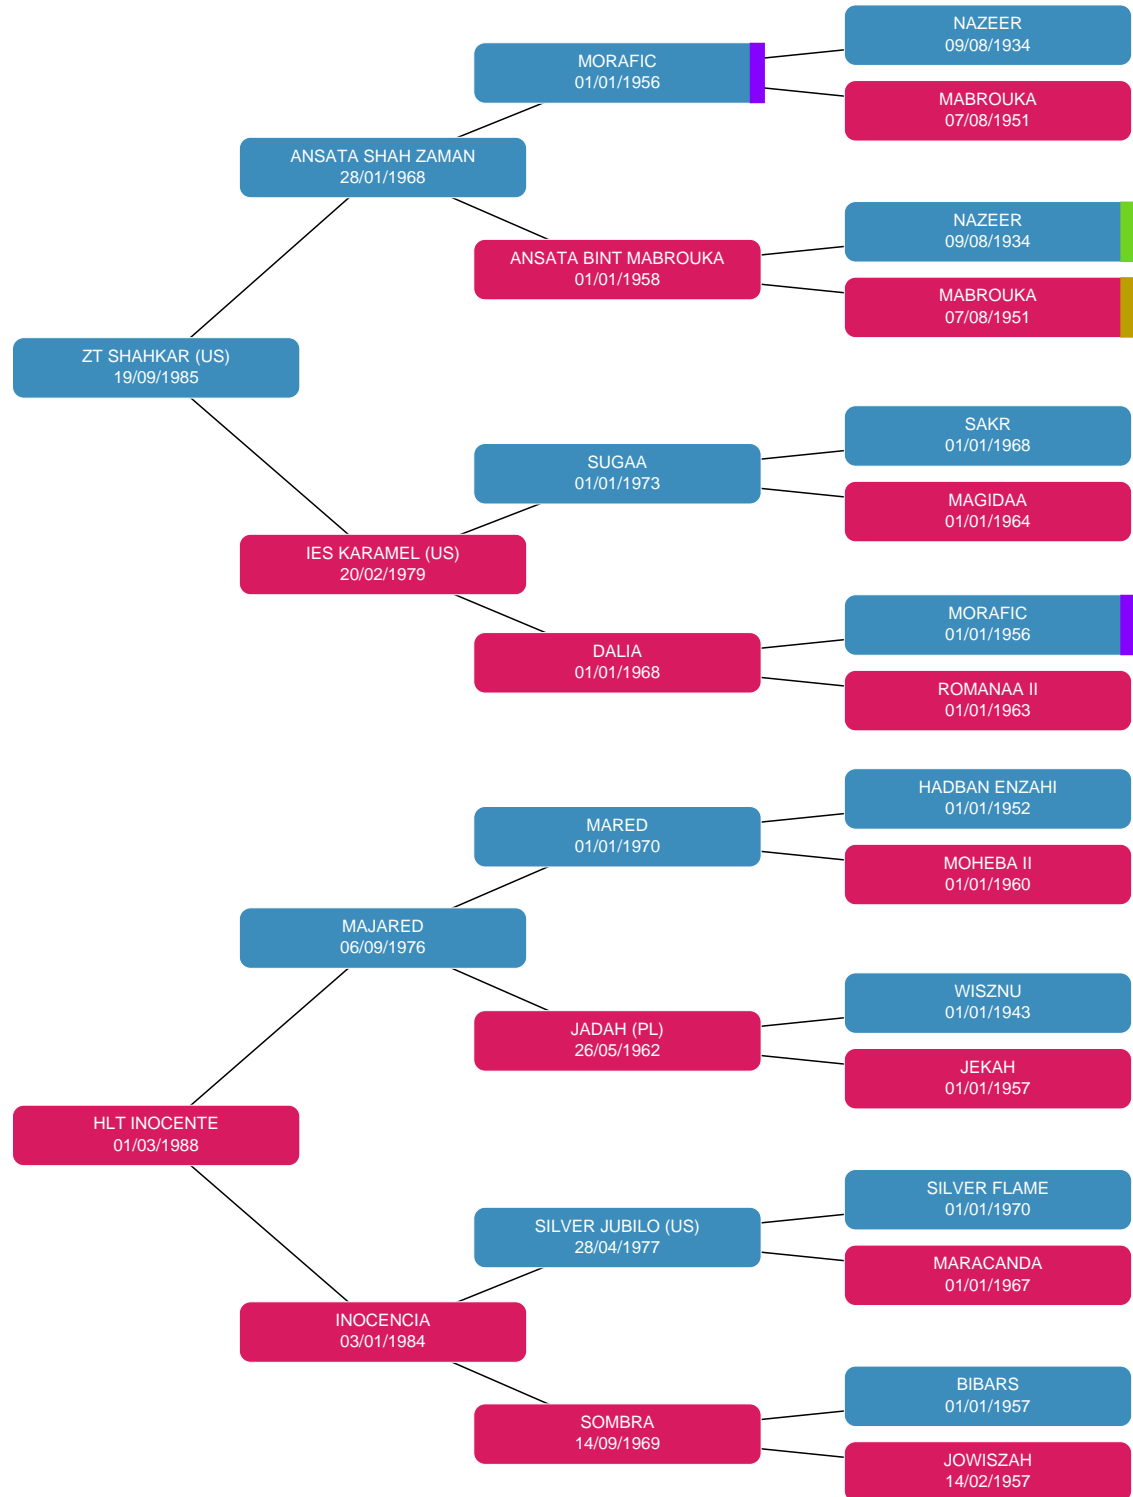 NAZEER
09/08/1934
MORAFIC
01/01/1956
MABROUKA
07/08/1951
ANSATA SHAH ZAMAN
28/01/1968
NAZEER
09/08/1934
ANSATA BINT MABROUKA
01/01/1958
MABROUKA
07/08/1951
ZT SHAHKAR (US)
19/09/1985
SAKR
01/01/1968
SUGAA
01/01/1973
MAGIDAA
01/01/1964
IES KARAMEL (US)
20/02/1979
MORAFIC
01/01/1956
DALIA
01/01/1968
ROMANAA II
01/01/1963
HADBAN ENZAHI
01/01/1952
MARED
01/01/1970
MOHEBA II
01/01/1960
MAJARED
06/09/1976
WISZNU
01/01/1943
JADAH (PL)
26/05/1962
JEKAH
01/01/1957
HLT INOCENTE
01/03/1988
SILVER FLAME
01/01/1970
SILVER JUBILO (US)
28/04/1977
MARACANDA
01/01/1967
INOCENCIA
03/01/1984
BIBARS
01/01/1957
SOMBRA
14/09/1969
JOWISZAH
14/02/1957